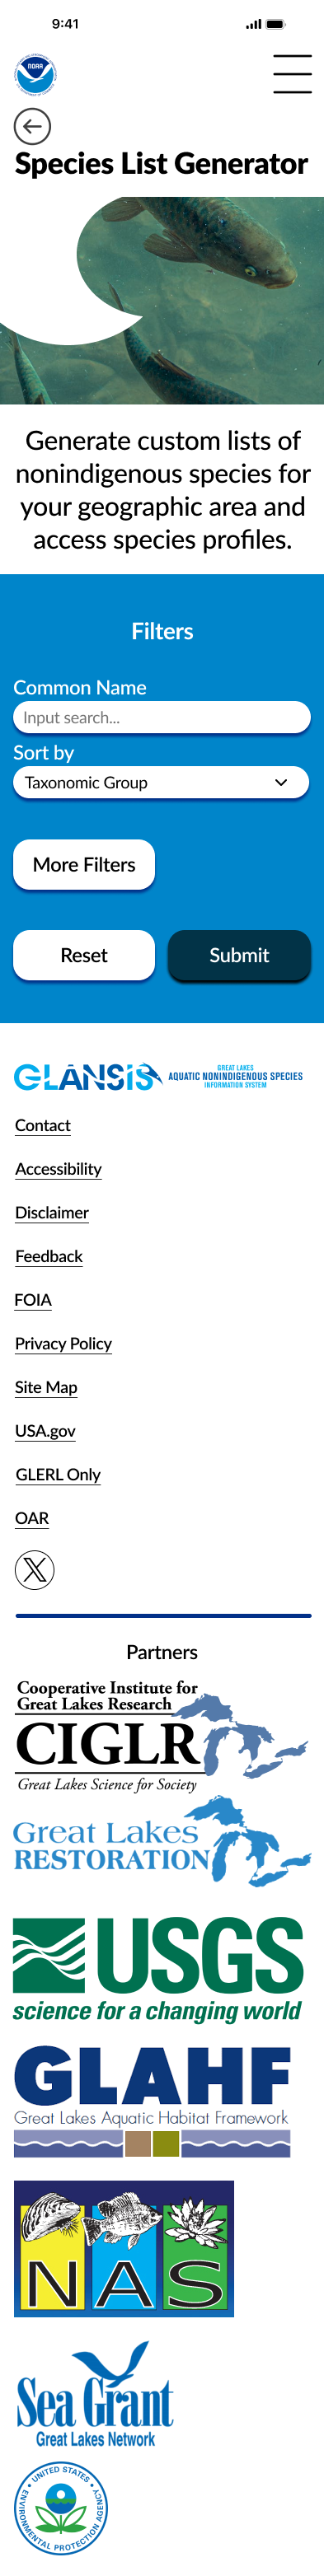 9:41
NOAA
Species List Generator
Generate custom lists of
nonindigenous species for
your geographic area and
access species profiles.
Filters
Common Name
Input search...
Sort by
Taxonomic Group
More Filters
Reset
Submit
GLANSIS
GREAT LAKES
AQUATIC NONINDIGENOUS SPECIES
INFORMATION SYSTEM
Contact
Accessibility
Disclaimer
Feedback
FOIA
Privacy Policy
Site Map
USA.gov
GLERL Only
OAR
X
Partners
Cooperative Institute for
Great Lakes Research
CIGLR
Great Lakes Science for Society
Great Lakes
RESTORATION
USGS
science for a changing world
GLAHF
Great Lakes Aquatic Habitat Framework
NAS
Sea Grant
Great Lakes Network
UNITED STATES
ENVIRONMENTAL PROTECTION AGENCY